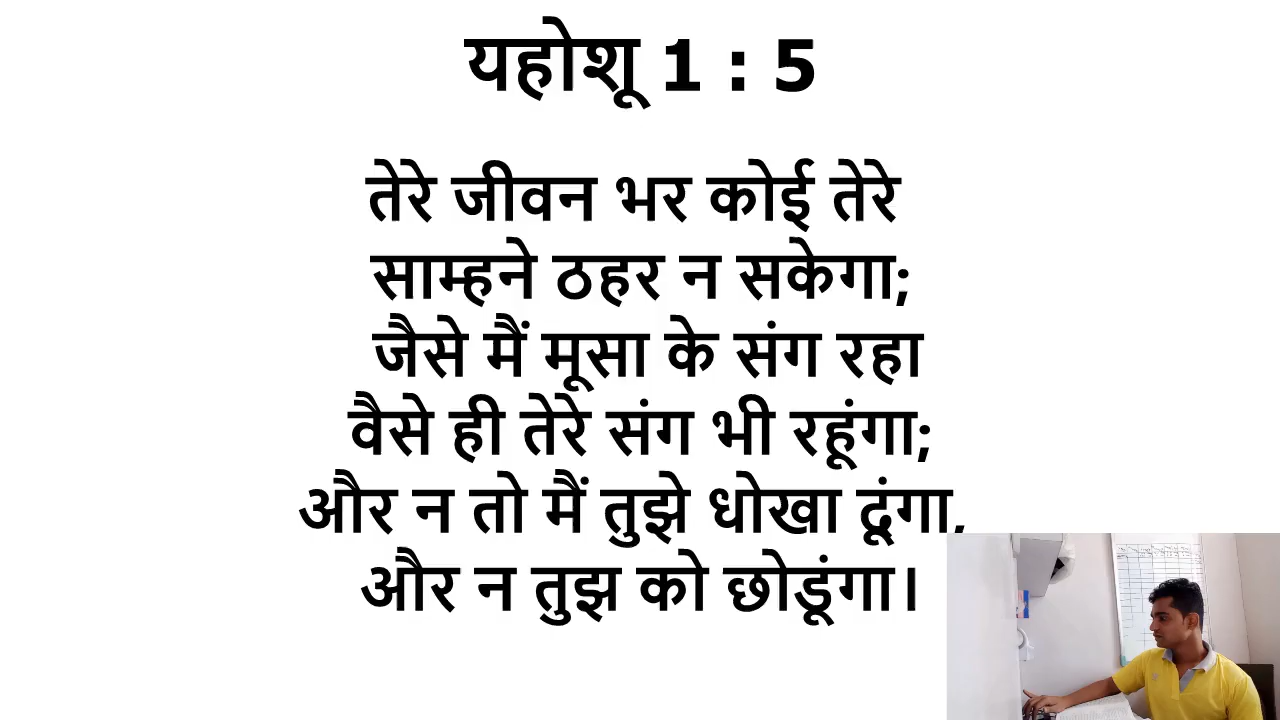 यहोशू 1 : 5
तेरे जीवन भर कोई तेरे
साम्हने ठहर न सकेगा;
जैसे मैं मूसा के संग रहा
वैसे ही तेरे संग भी रहूंगा;
और न तो मैं तुझे धोखा दूंगा,
और न तुझ को छोडूंगा।